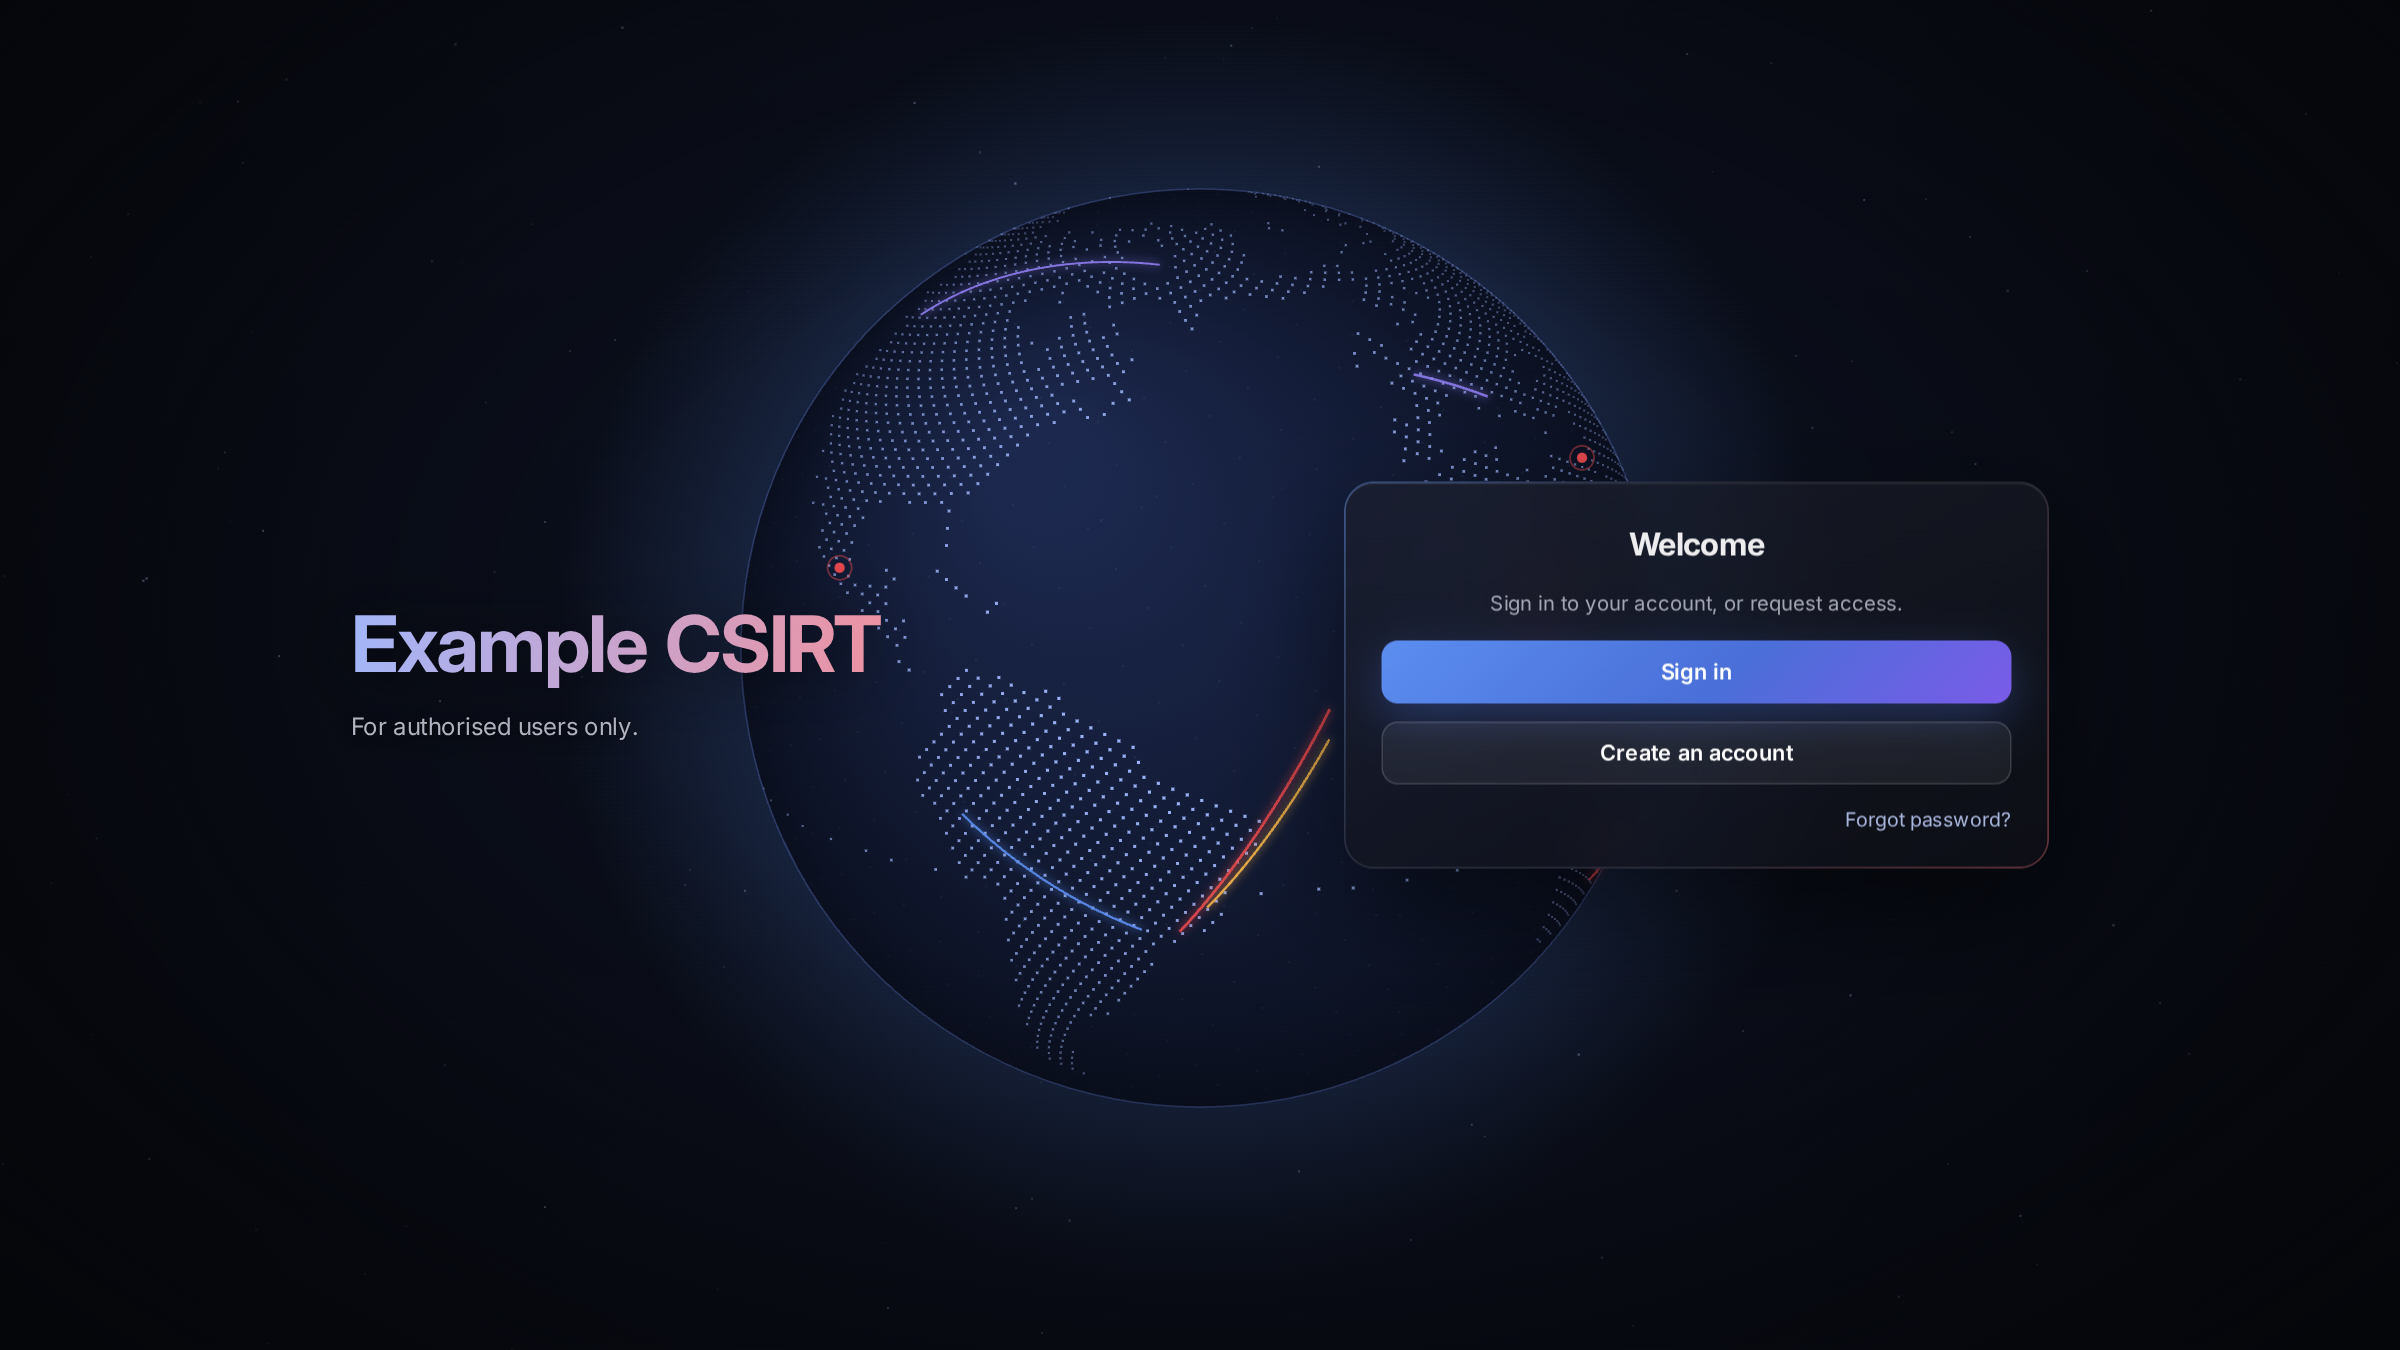 Example CSIRT
For authorised users only.
Welcome
Sign in to your account, or request access.
Sign in
Create an account
Forgot password?